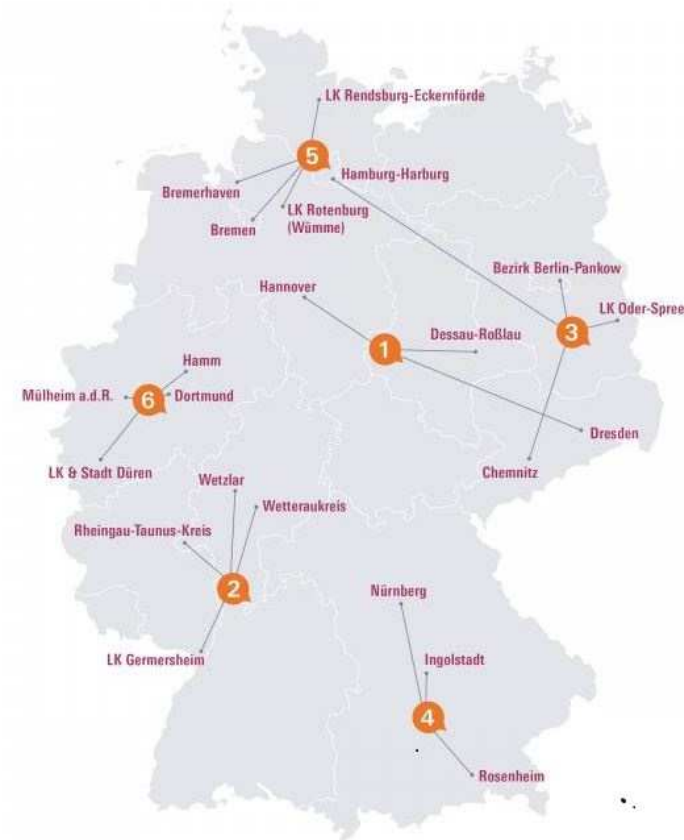 LK Rendsburg-Eckernförde
5
Hamburg-Harburg
Bremerhaven
LK Rotenburg
(Wümme)
Bremen
Bezirk Berlin-Pankow
Hannover
LK Oder-Spree
3
Dessau-Roßlau
1
Hamm
Mülheim a.d.R.
6
Dortmund
Dresden
LK & Stadt Düren
Chemnitz
Wetzlar
Wetteraukreis
Rheingau-Taunus-Kreis
2
Nürnberg
LK Germersheim
Ingolstadt
4
Rosenheim